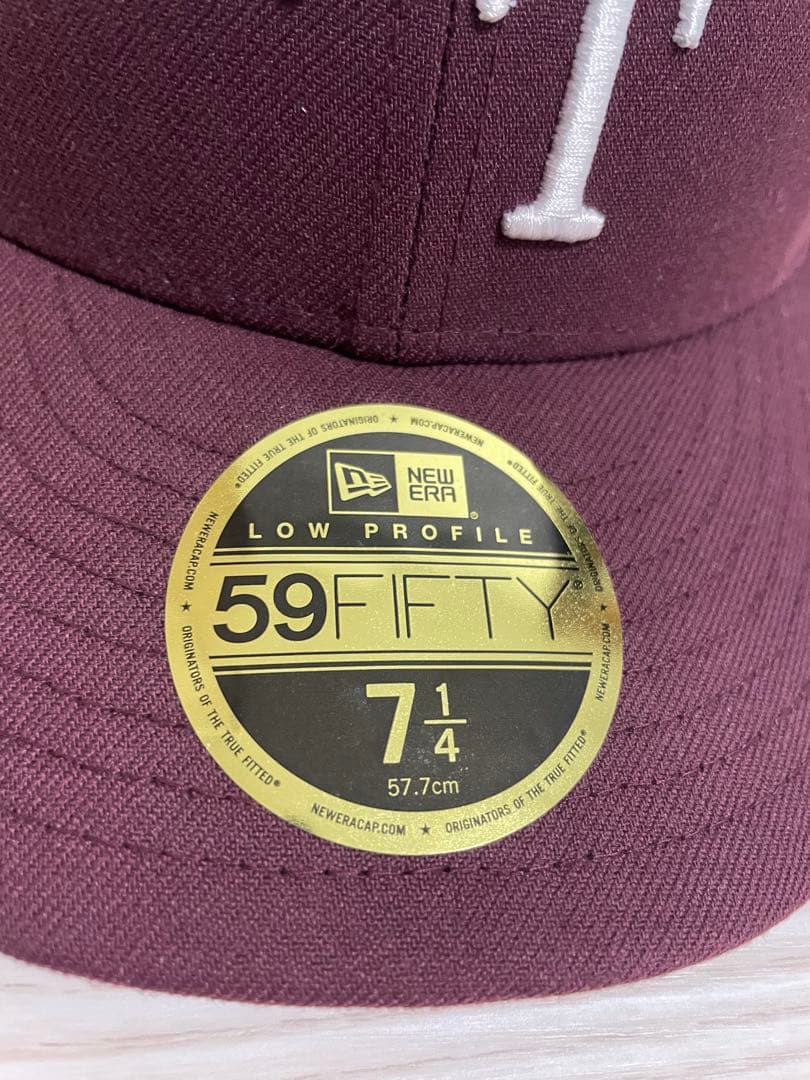 T
NEW
ERA®
LOW PROFILE
59FIFTY®
7 1/4
57.7cm
NEWERACAP.COM ★ ORIGINATORS OF THE TRUE FITTED®
NEWERACAP.COM ★ ORIGINATORS OF THE TRUE FITTED®
NEWERACAP.COM ★ ORIGINATORS OF THE TRUE FITTED®
NEWERACAP.COM ★ ORIGINATORS OF THE TRUE FITTED®